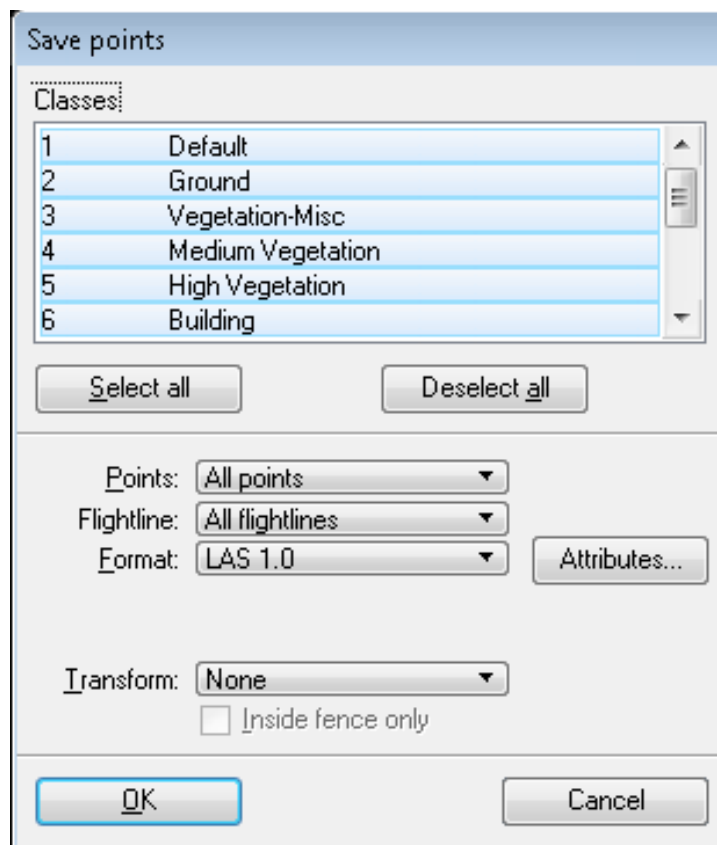 Save points
Classes
1 Default
2 Ground
3 Vegetation-Misc
4 Medium Vegetation
5 High Vegetation
6 Building
Select all Deselect all
Points: All points
Flightline: All flightlines
Format: LAS 1.0 Attributes...
Transform: None
Inside fence only
OK Cancel